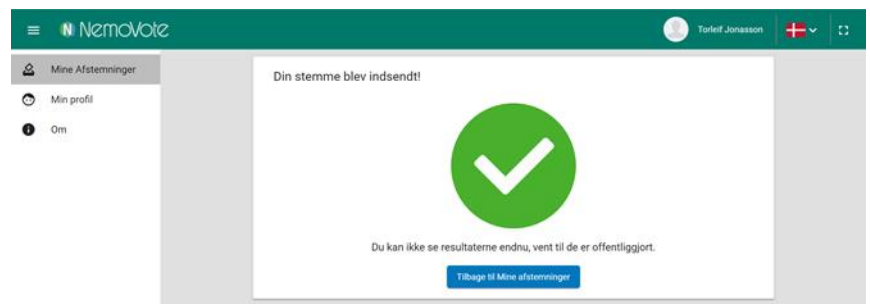 NemoVote
Torleif Jonasson
Mine Afstemninger
Min profil
Om
Din stemme blev indsendt!
Du kan ikke se resultaterne endnu, vent til de er offentliggjort.
Tilbage til Mine afstemninger